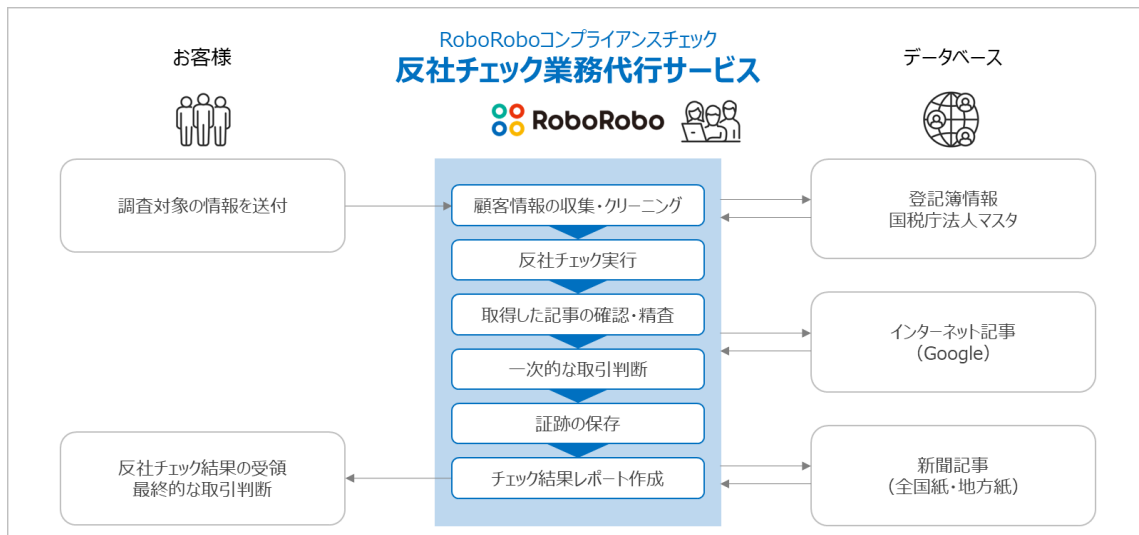 お客様
RoboRoboコンプライアンスチェック
反社チェック業務代行サービス
データベース
RoboRobo
調査対象の情報を送付
顧客情報の収集・クリーニング
反社チェック実行
取得した記事の確認・精査
一次的な取引判断
証跡の保存
チェック結果レポート作成
反社チェック結果の受領
最終的な取引判断
登記簿情報
国税庁法人マスタ
インターネット記事
（Google）
新聞記事
（全国紙・地方紙）